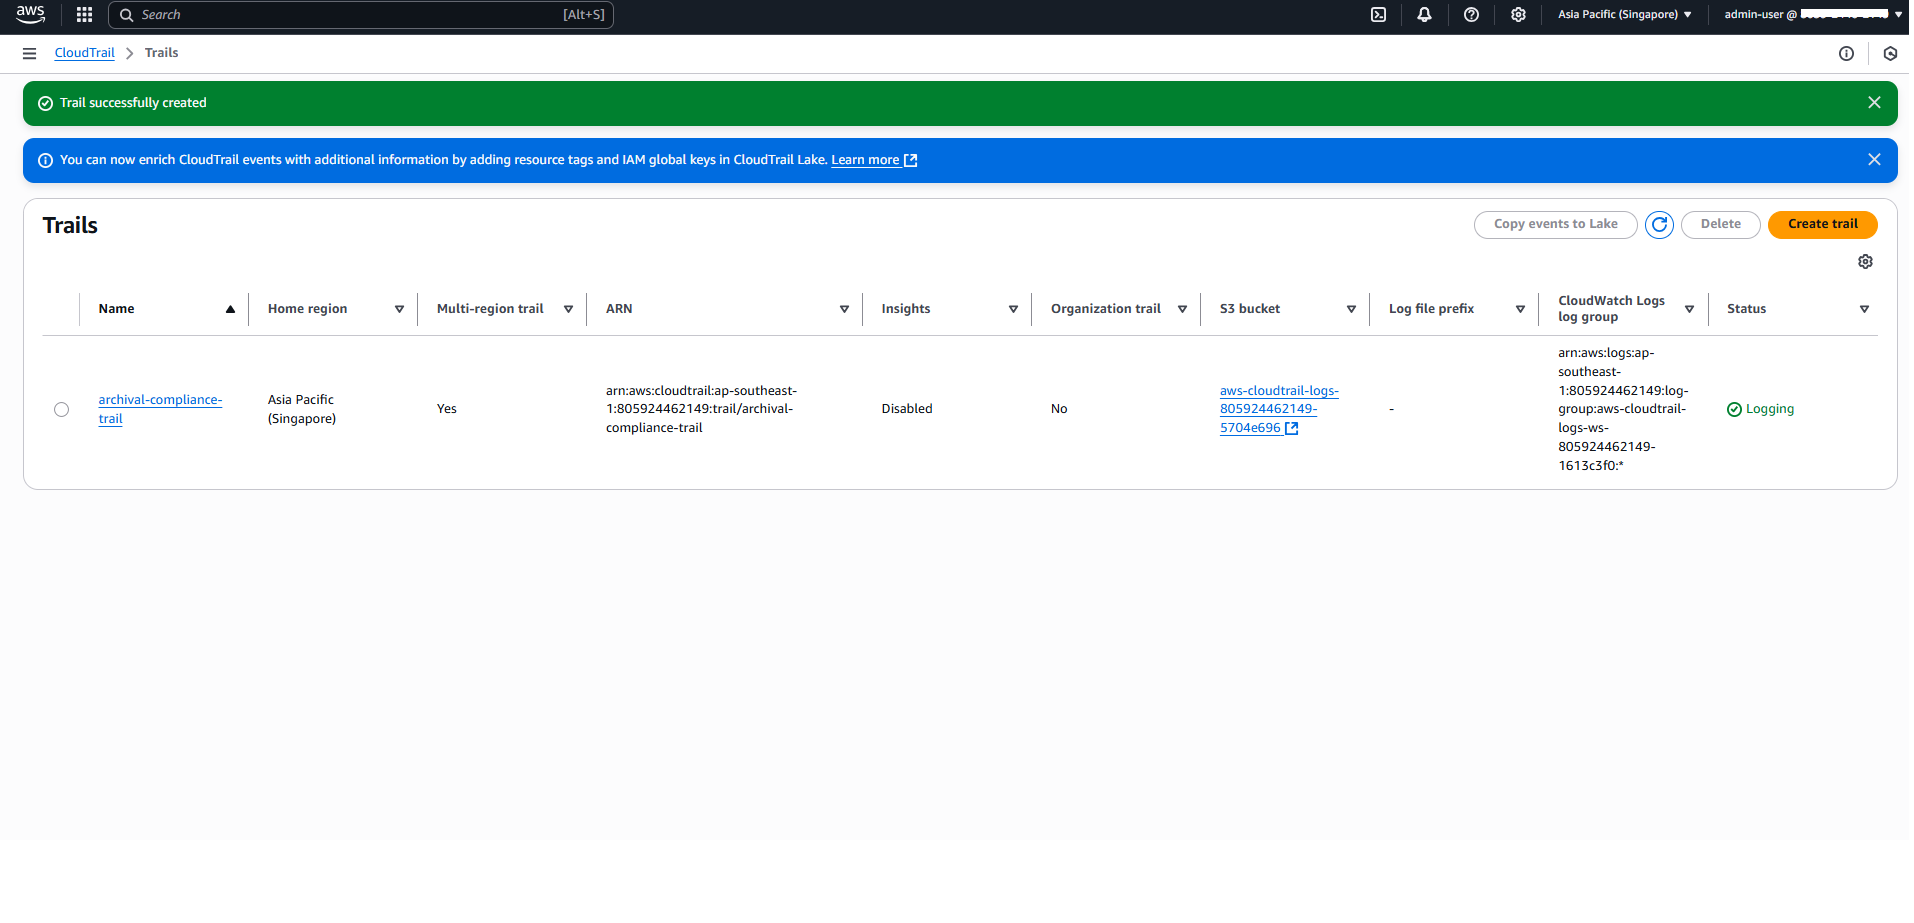 aws
Search
[Alt+S]
Asia Pacific (Singapore)
admin-user @
CloudTrail
Trails
Trail successfully created
You can now enrich CloudTrail events with additional information by adding resource tags and IAM global keys in CloudTrail Lake. Learn more
Trails
Copy events to Lake
Delete
Create trail
Name
Home region
Multi-region trail
ARN
Insights
Organization trail
S3 bucket
Log file prefix
CloudWatch Logs
log group
Status
archival-compliance-
trail
Asia Pacific
(Singapore)
Yes
arn:aws:cloudtrail:ap-southeast-
1:805924462149:trail/archival-
compliance-trail
Disabled
No
aws-cloudtrail-logs-
805924462149-
5704e696
-
arn:aws:logs:ap-
southeast-
1:805924462149:log-
group:aws-cloudtrail-
logs-ws-
805924462149-
1613c3f0:*
Logging